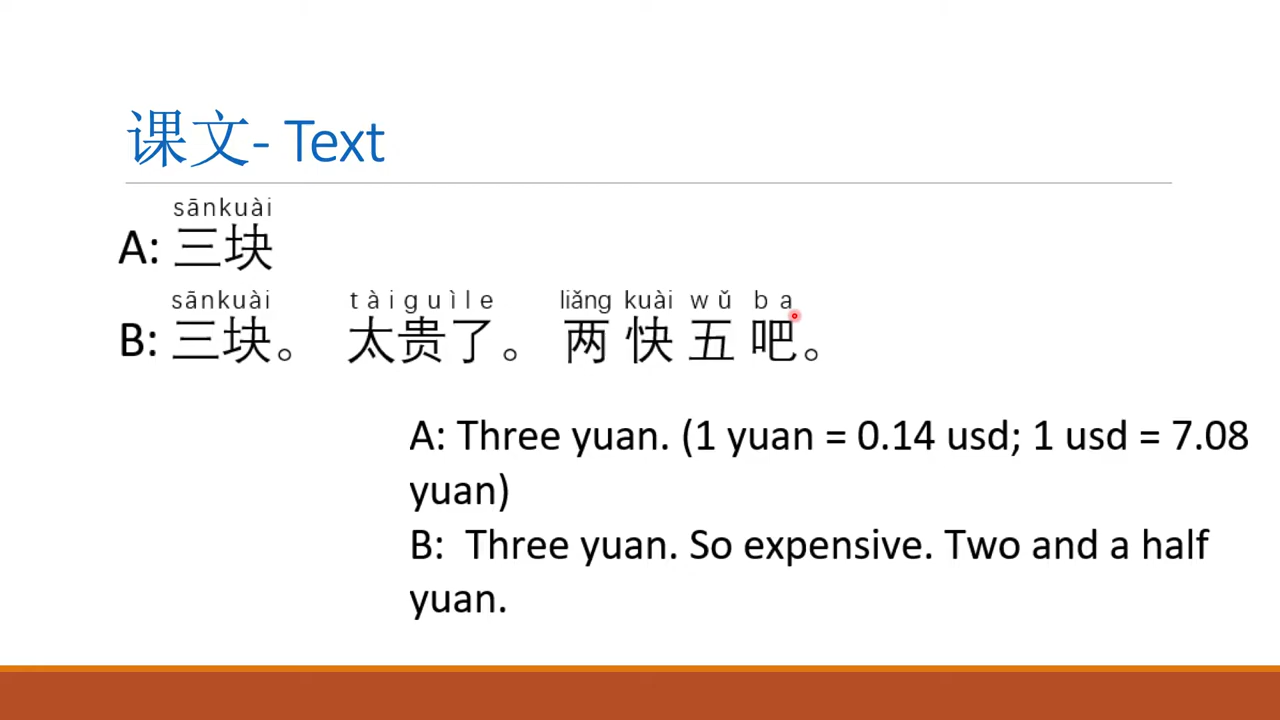 课文- Text
sānkuài
A: 三块
sānkuài tàiguìle liǎng kuài wǔ ba
B: 三块。 太贵了。 两 快 五 吧。
A: Three yuan. (1 yuan = 0.14 usd; 1 usd = 7.08
yuan)
B: Three yuan. So expensive. Two and a half
yuan.